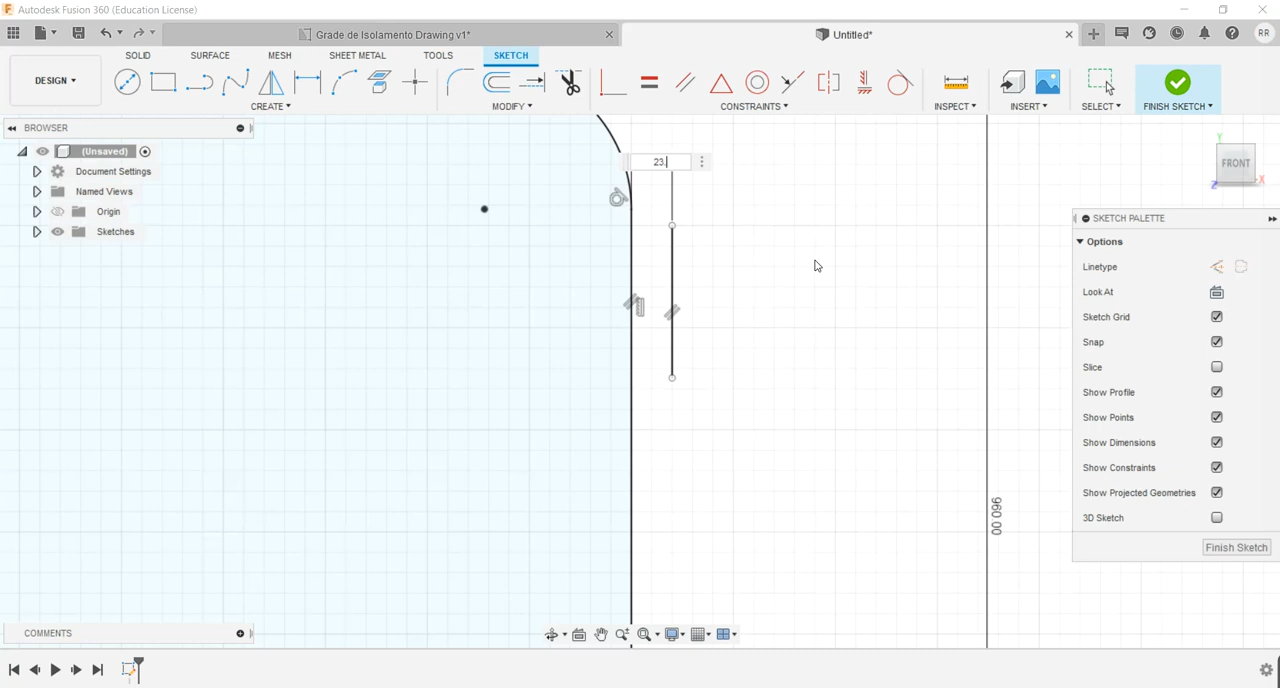 Autodesk Fusion 360 (Education License)
Grade de Isolamento Drawing v1*
Untitled*
RR
SOLID
SURFACE
MESH
SHEET METAL
TOOLS
SKETCH
DESIGN
CREATE
MODIFY
CONSTRAINTS
INSPECT
INSERT
SELECT
FINISH SKETCH
BROWSER
(Unsaved)
Document Settings
Named Views
Origin
Sketches
23.
Y
FRONT
X
Z
SKETCH PALETTE
Options
Linetype
Look At
Sketch Grid
Snap
Slice
Show Profile
Show Points
Show Dimensions
Show Constraints
Show Projected Geometries
3D Sketch
Finish Sketch
960.00
COMMENTS